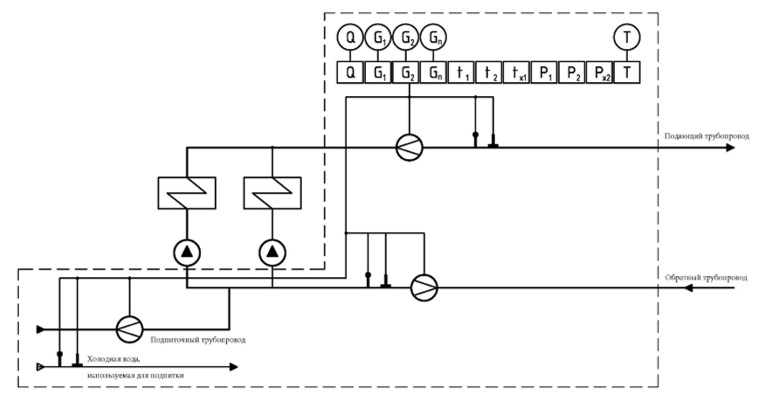 Q G₁ G₂ Gₙ T
Q G₁ G₂ Gₙ t₁ t₂ tₓ₁ P₁ P₂ Pₓ₂ T
Подающий трубопровод
Обратный трубопровод
Подпиточный трубопровод
Холодная вода,
используемая для подпитки